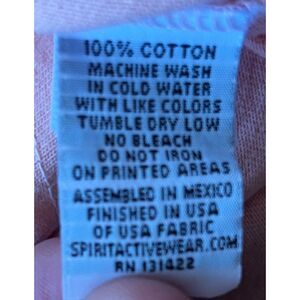 100% COTTON
MACHINE WASH
IN COLD WATER
WITH LIKE COLORS
TUMBLE DRY LOW
NO BLEACH
DO NOT IRON
ON PRINTED AREAS
ASSEMBLED IN MEXICO
FINISHED IN USA
OF USA FABRIC
SPIRITACTIVEWEAR.COM
RN 131422